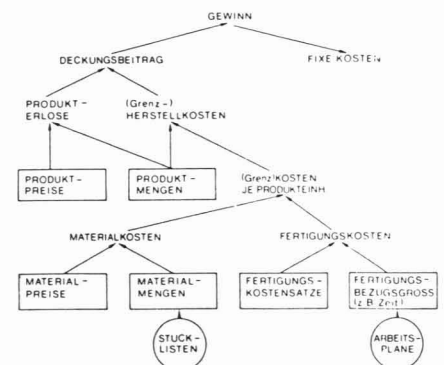 GEWINN
DECKUNGSBEITRAG
FIXE KOSTEN
PRODUKT-
ERLÖSE
(Grenz-)
HERSTELLKOSTEN
PRODUKT-
PREISE
PRODUKT-
MENGEN
(Grenz)KOSTEN
JE PRODUKTEINH
MATERIALKOSTEN
FERTIGUNGSKOSTEN
MATERIAL-
PREISE
MATERIAL-
MENGEN
FERTIGUNGS-
KOSTENSATZE
FERTIGUNGS-
BEZUGSGROSS
(z.B. Zeit)
STUCK-
LISTEN
ARBEITS-
PLANE